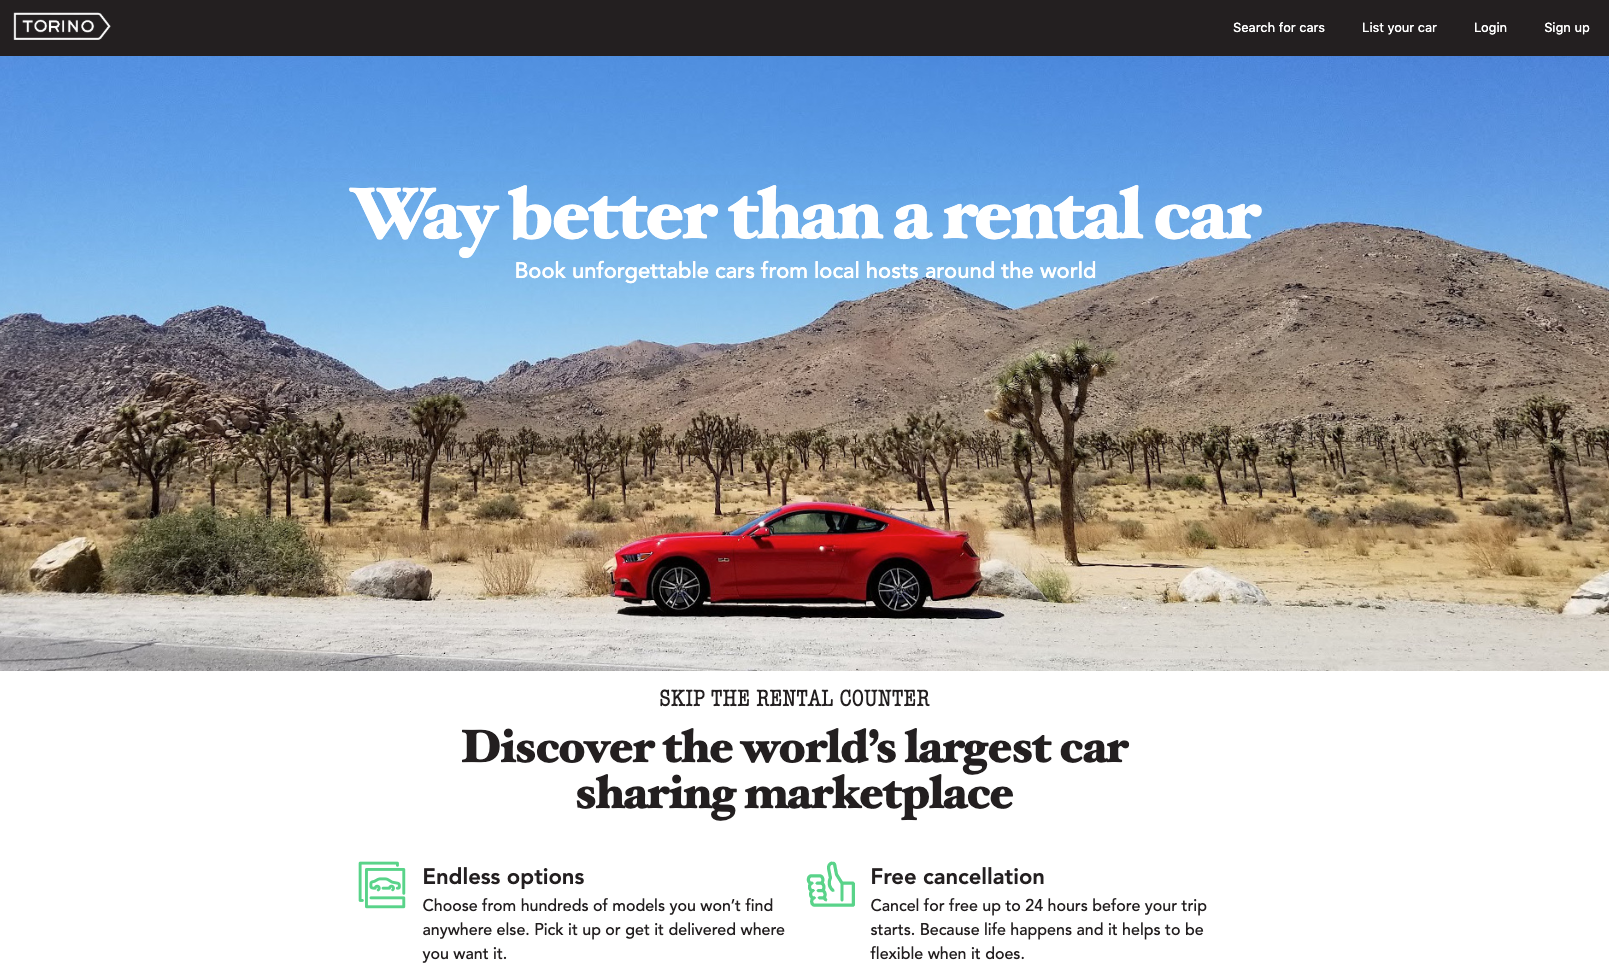 TORINO
Search for cars
List your car
Login
Sign up
Way better than a rental car
Book unforgettable cars from local hosts around the world
SKIP THE RENTAL COUNTER
Discover the world’s largest car
sharing marketplace
Endless options
Choose from hundreds of models you won’t find
anywhere else. Pick it up or get it delivered where
you want it.
Free cancellation
Cancel for free up to 24 hours before your trip
starts. Because life happens and it helps to be
flexible when it does.